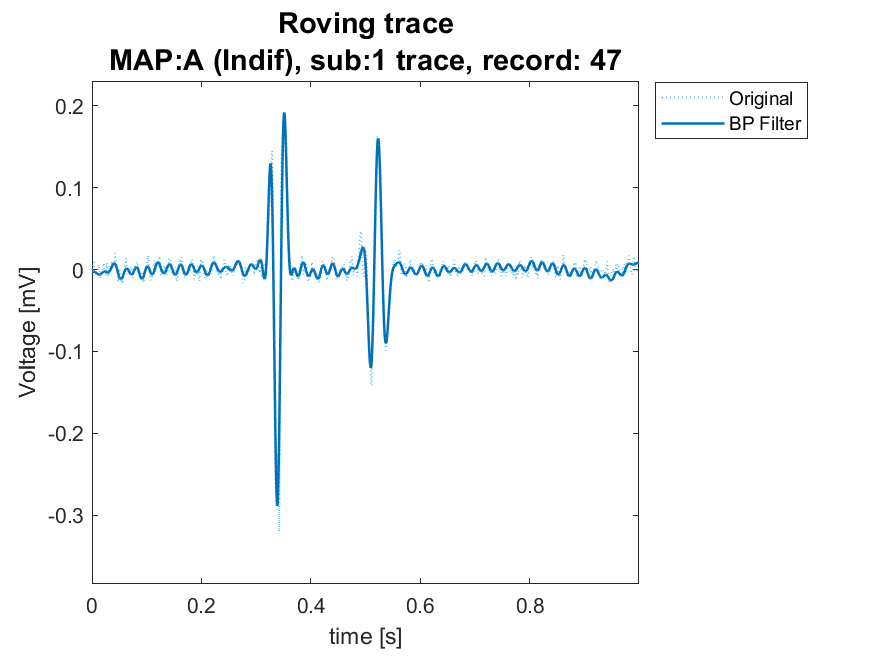 Roving trace
MAP:A (Indif), sub:1 trace, record: 47
Original
BP Filter
0.2
0.1
0
-0.1
-0.2
-0.3
Voltage [mV]
0
0.2
0.4
0.6
0.8
time [s]